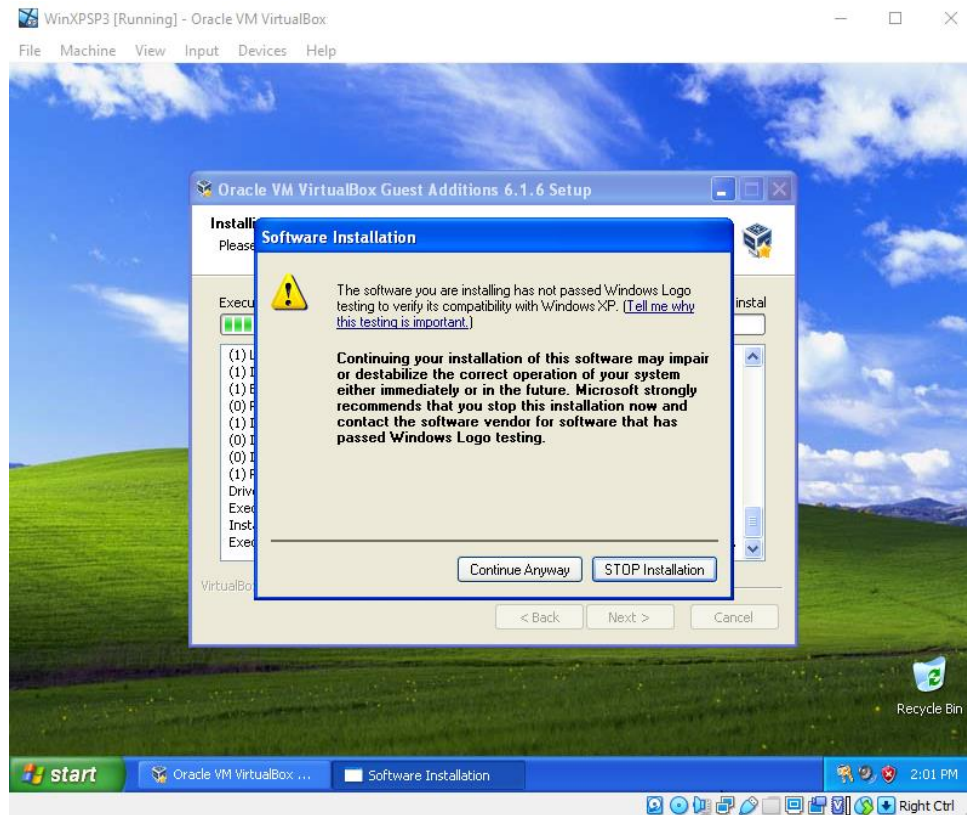 WinXPSP3 [Running] - Oracle VM VirtualBox
File Machine View Input Devices Help
Oracle VM VirtualBox Guest Additions 6.1.6 Setup
Installi
Please
Software Installation
The software you are installing has not passed Windows Logo
testing to verify its compatibility with Windows XP. (Tell me why
this testing is important.)
Continuing your installation of this software may impair
or destabilize the correct operation of your system
either immediately or in the future. Microsoft strongly
recommends that you stop this installation now and
contact the software vendor for software that has
passed Windows Logo testing.
Continue Anyway STOP Installation
Execu
instal
(1)
(1)
(1)
(0)
(1)
(0)
(0)
(1)
Drive
Exec
Insta
Exec
VirtualBo
< Back Next > Cancel
Recycle Bin
start Oracle VM VirtualBox ... Software Installation 2:01 PM
Right Ctrl